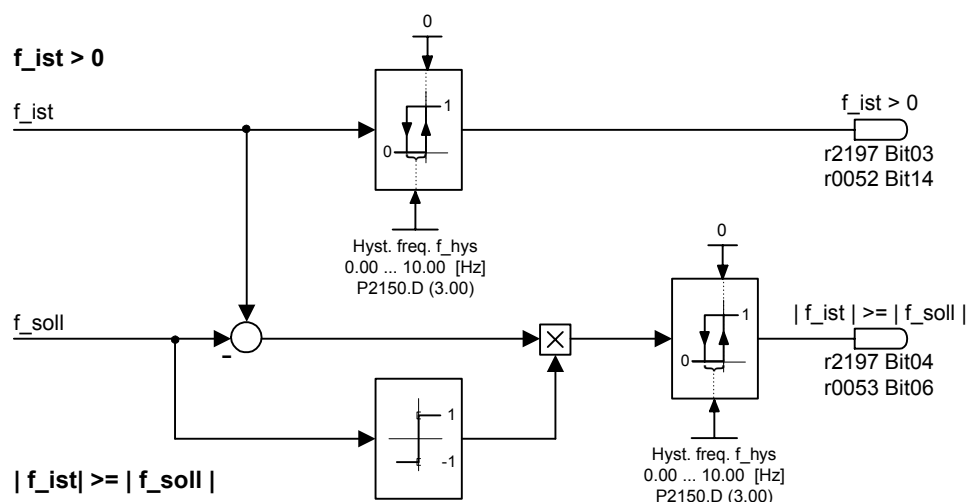 0
f_ist > 0
f_ist
1
0
f_ist > 0
r2197 Bit03
r0052 Bit14
Hyst. freq. f_hys
0.00 ... 10.00 [Hz]
P2150.D (3.00)
0
f_soll
-
1
0
| f_ist | >= | f_soll |
r2197 Bit04
r0053 Bit06
1
-1
Hyst. freq. f_hys
0.00 ... 10.00 [Hz]
P2150.D (3.00)
| f_ist| >= | f_soll |